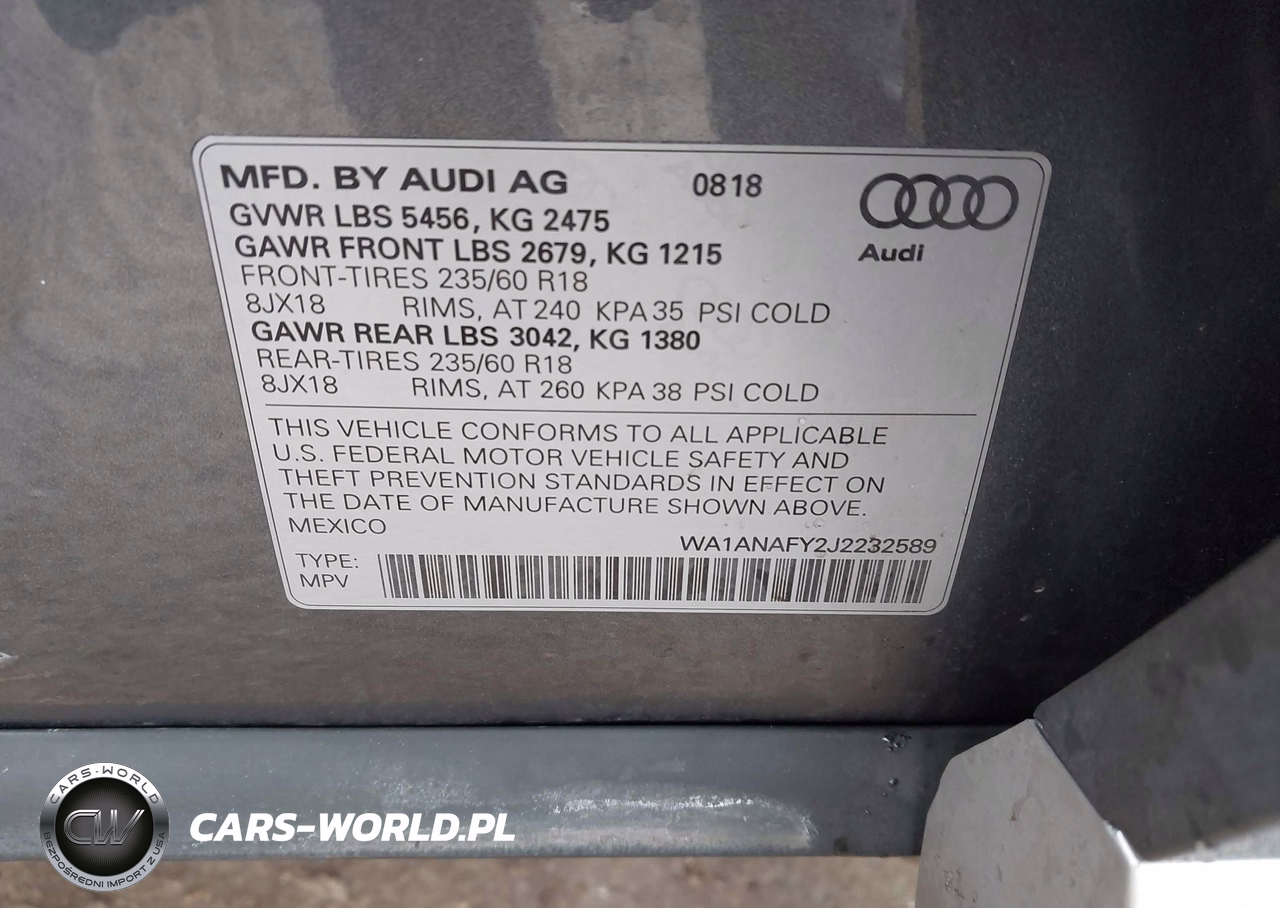 MFD. BY AUDI AG 0818
Audi
GVWR LBS 5456, KG 2475
GAWR FRONT LBS 2679, KG 1215
FRONT-TIRES 235/60 R18
8JX18 RIMS, AT 240 KPA 35 PSI COLD
GAWR REAR LBS 3042, KG 1380
REAR-TIRES 235/60 R18
8JX18 RIMS, AT 260 KPA 38 PSI COLD
THIS VEHICLE CONFORMS TO ALL APPLICABLE
U.S. FEDERAL MOTOR VEHICLE SAFETY AND
THEFT PREVENTION STANDARDS IN EFFECT ON
THE DATE OF MANUFACTURE SHOWN ABOVE.
MEXICO
WA1ANAFY2J2232589
TYPE:
MPV
CARS-WORLD
CW
BEZPOŚREDNI IMPORT Z USA
CARS-WORLD.PL